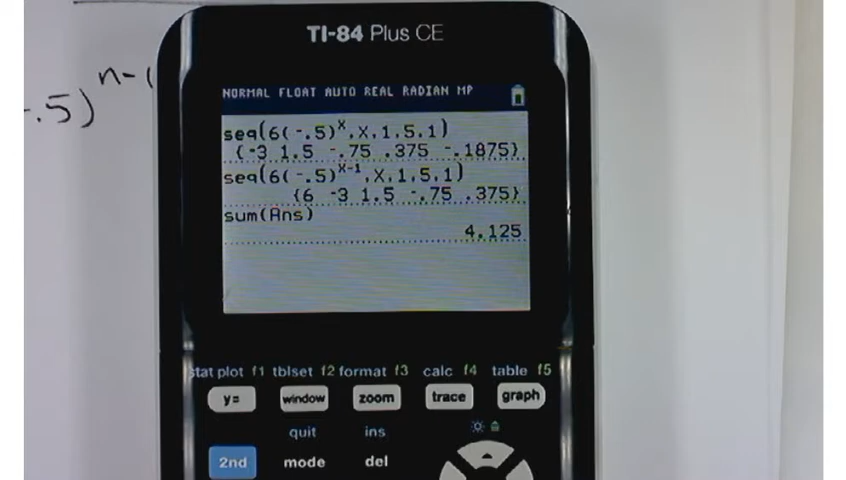 n-1
-.5)
TI-84 Plus CE
NORMAL FLOAT AUTO REAL RADIAN MP
seq(6(-.5)^X,X,1,5,1)
{-3 1.5 -.75 .375 -.1875}
seq(6(-.5)^X-1,X,1,5,1)
{6 -3 1.5 -.75 .375}
sum(Ans)
4.125
stat plot f1 tblset f2 format f3 calc f4 table f5
y= window zoom trace graph
quit ins
2nd mode del